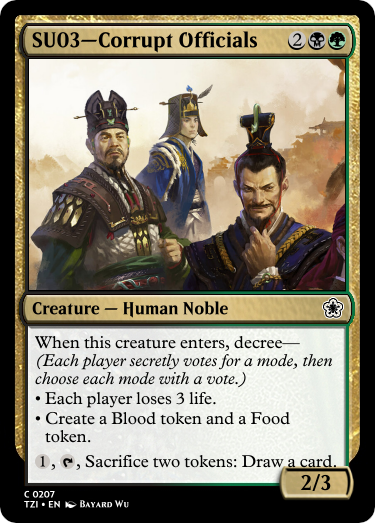 SU03—Corrupt Officials 2
Creature — Human Noble
When this creature enters, decree—
(Each player secretly votes for a mode, then
choose each mode with a vote.)
• Each player loses 3 life.
• Create a Blood token and a Food
token.
1, , Sacrifice two tokens: Draw a card.
2/3
C 0207
TZI • EN Bayard Wu